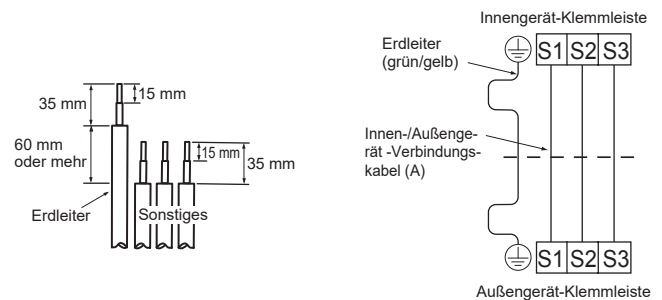 35 mm
15 mm
60 mm
oder mehr
Erdleiter
Sonstiges
15 mm
35 mm
Innengerät-Klemmleiste
Erdleiter
(grün/gelb)
S1 S2 S3
Innen-/Außenge-
rät -Verbindungs-
kabel (A)
S1 S2 S3
Außengerät-Klemmleiste